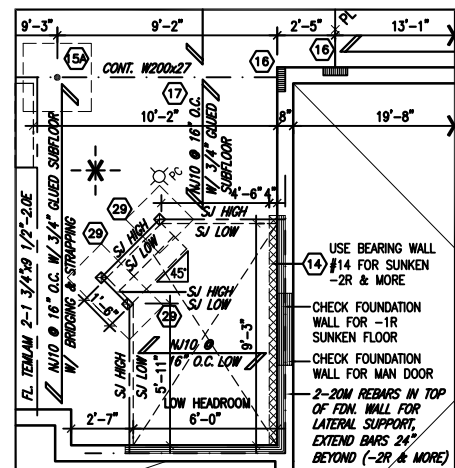 9'-3"
9'-2"
2'-5"
PL
13'-1"
15A
CONT. W200x27
16
16
17
10'-2"
8"
19'-8"
NJ10 @ 16" O.C. W/ 3/4" GLUED SUBFLOOR
W/ BRIDGING & STRAPPING
NJ10 @ 16" O.C.
W/ 3/4" GLUED
SUBFLOOR
4'-6"
4"
PC
29
SJ HIGH
SJ LOW
29
SJ HIGH
SJ LOW
45°
SJ HIGH
SJ LOW
1'-6"
29
FL. TEMLAM 2-1 3/4"x9 1/2"-2.0E
14
USE BEARING WALL
#14 FOR SUNKEN
-2R & MORE
CHECK FOUNDATION
WALL FOR -1R
SUNKEN FLOOR
CHECK FOUNDATION
WALL FOR MAN DOOR
2-20M REBARS IN TOP
OF FDN. WALL FOR
LATERAL SUPPORT,
EXTEND BARS 24"
BEYOND (-2R & MORE)
SJ HIGH
SJ LOW
5'-11"
NJ10 @
16" O.C. LOW
9'-3"
LOW HEADROOM
2'-7"
6'-0"